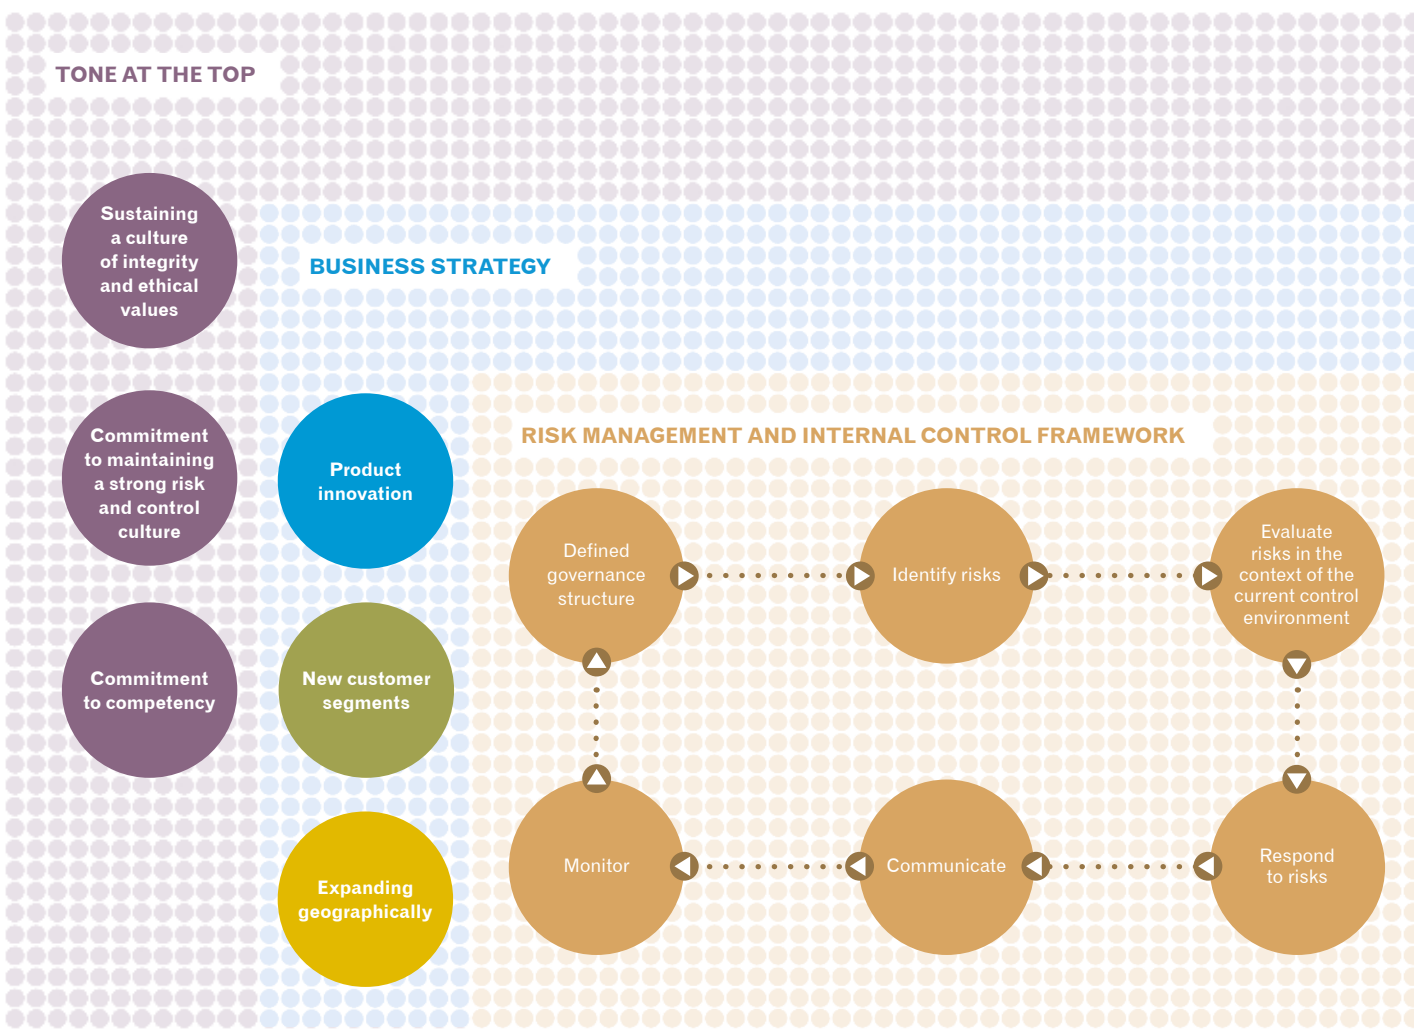 TONE AT THE TOP
Sustaining
a culture
of integrity
and ethical
values
Commitment
to maintaining
a strong risk
and control
culture
Commitment
to competency
BUSINESS STRATEGY
Product
innovation
New customer
segments
Expanding
geographically
RISK MANAGEMENT AND INTERNAL CONTROL FRAMEWORK
Defined
governance
structure
Identify risks
Evaluate
risks in the
context of the
current control
environment
Respond
to risks
Communicate
Monitor